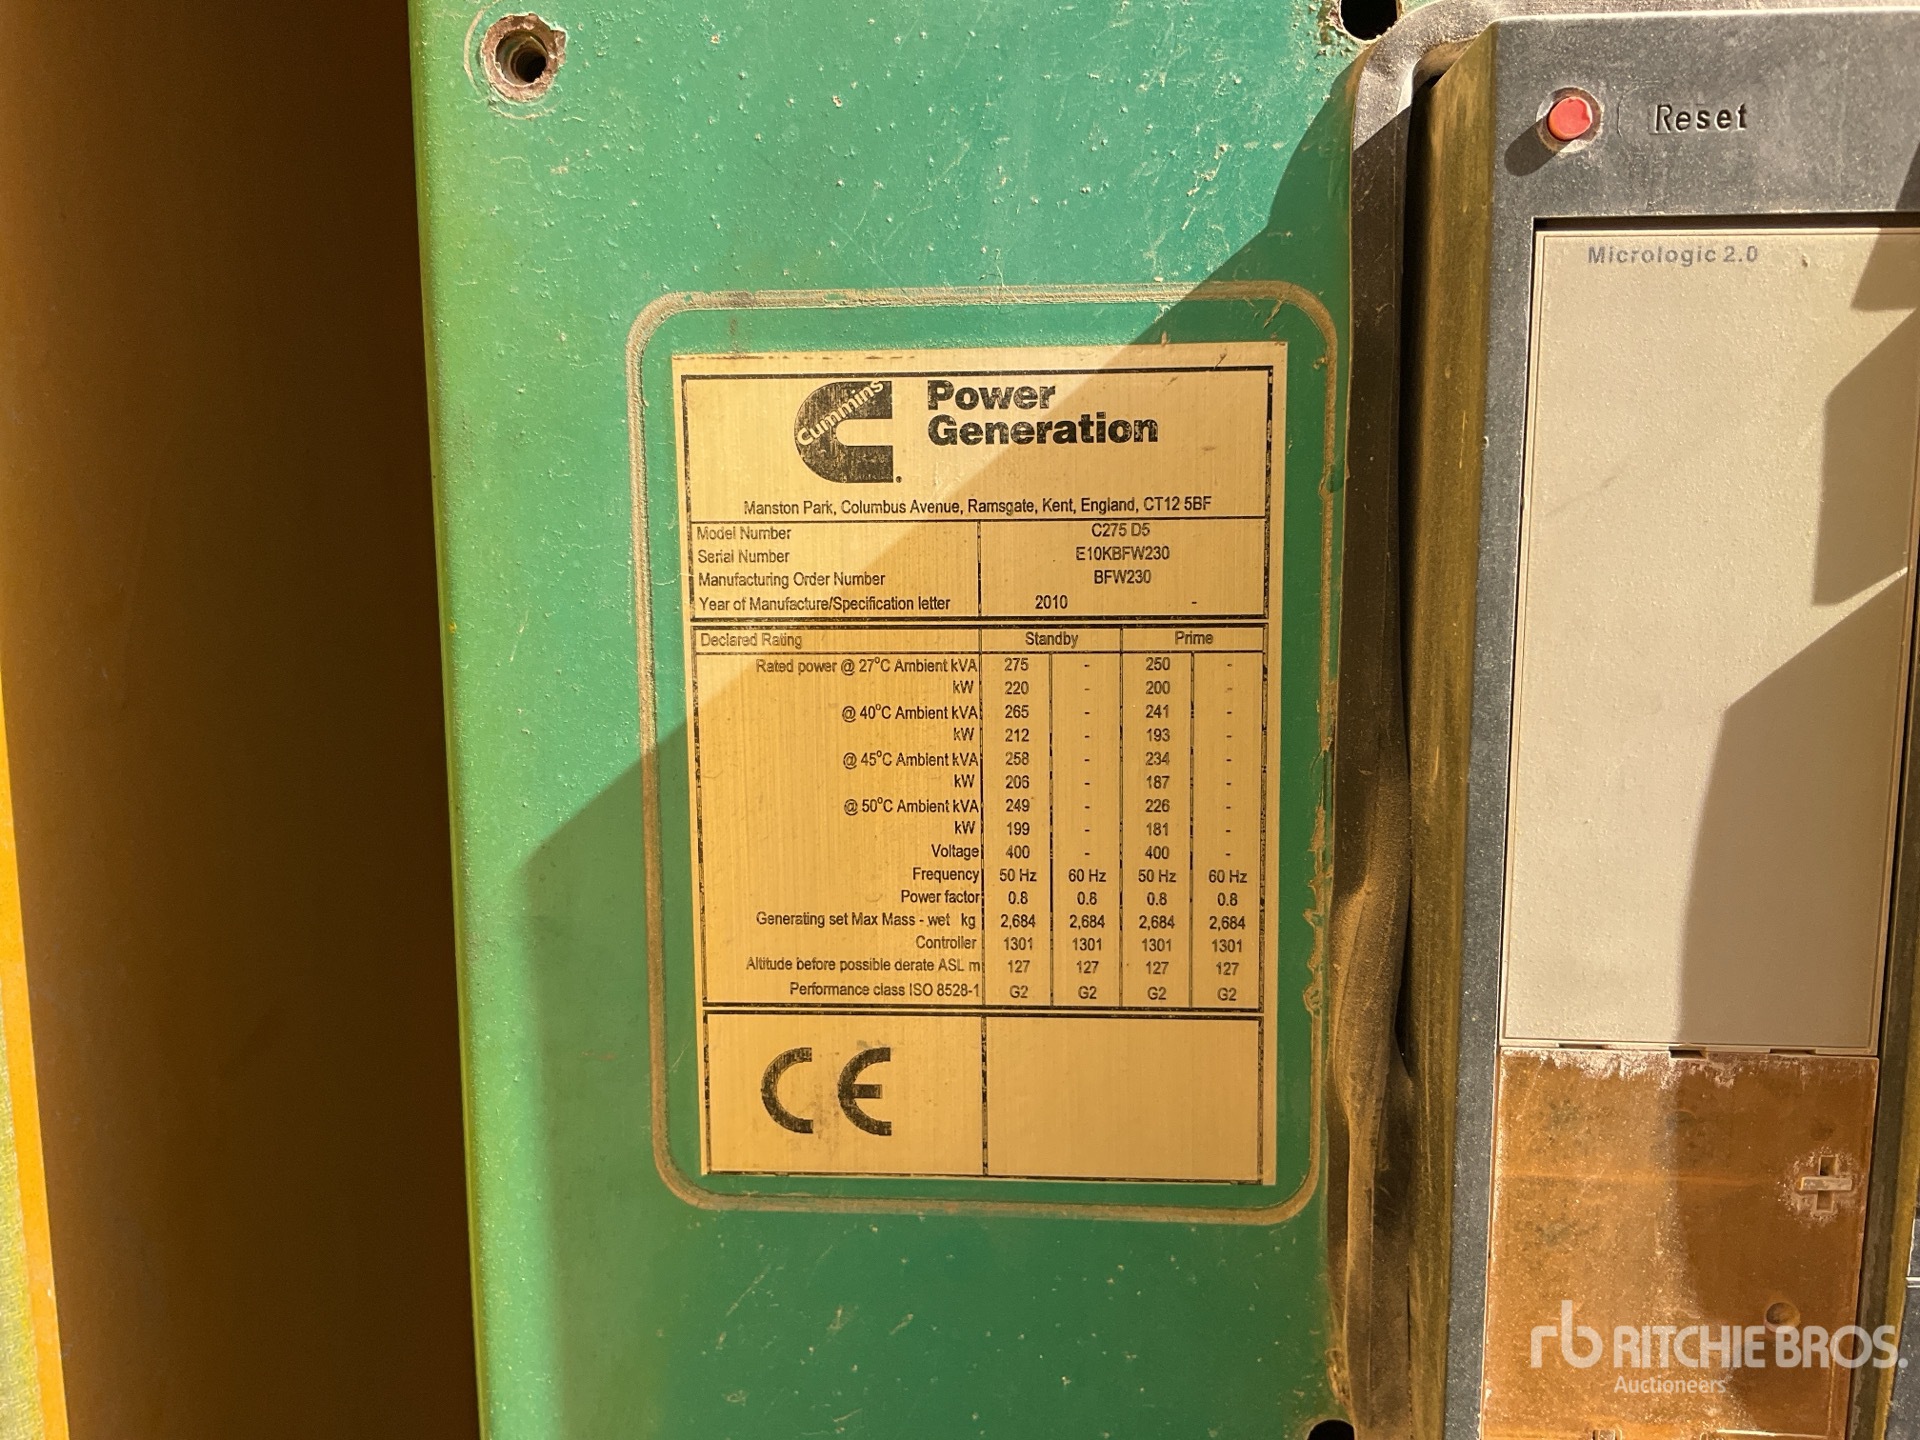 Reset
Micrologic 2.0
Cummins
Power
Generation
Manston Park, Columbus Avenue, Ramsgate, Kent, England, CT12 5BF
Model Number C275 D5
Serial Number E10KBFW230
Manufacturing Order Number BFW230
Year of Manufacture/Specification letter 2010 -
Declared Rating Standby Prime
Rated power @ 27°C Ambient kVA 275 - 250 -
kW 220 - 200 -
@ 40°C Ambient kVA 265 - 241 -
kW 212 - 193 -
@ 45°C Ambient kVA 258 - 234 -
kW 206 - 187 -
@ 50°C Ambient kVA 249 - 226 -
kW 199 - 181 -
Voltage 400 - 400 -
Frequency 50 Hz 60 Hz 50 Hz 60 Hz
Power factor 0.8 0.8 0.8 0.8
Generating set Max Mass - wet kg 2,684 2,684 2,684 2,684
Controller 1301 1301 1301 1301
Altitude before possible derate ASL m 127 127 127 127
Performance class ISO 8528-1 G2 G2 G2 G2
CE
rb RITCHIE BROS.
Auctioneers